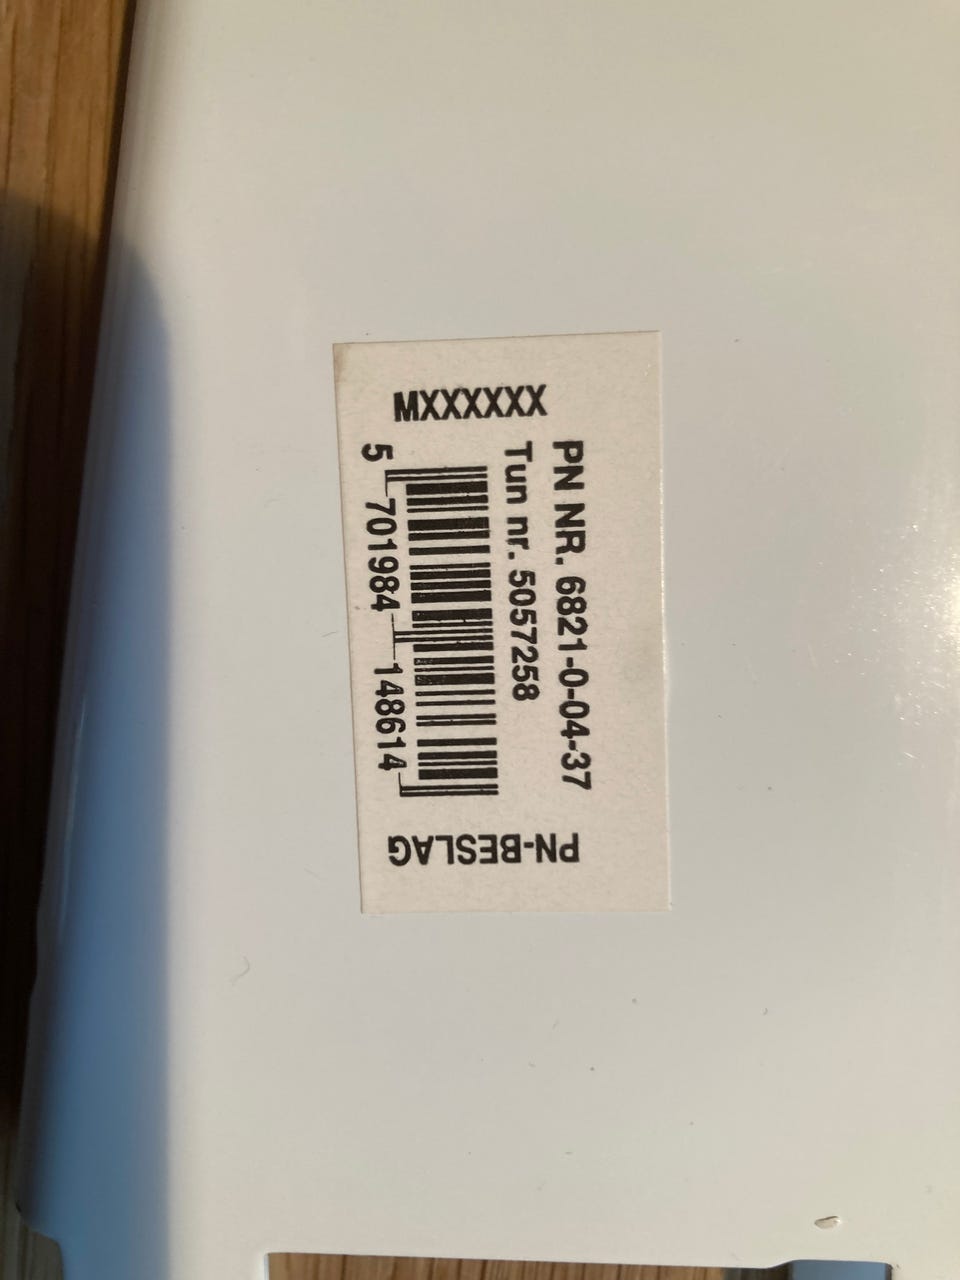 MXXXXXX
PN NR. 6821-0-04-37
Tun nr. 5057258
5 701984 148614
PN-BESLAG